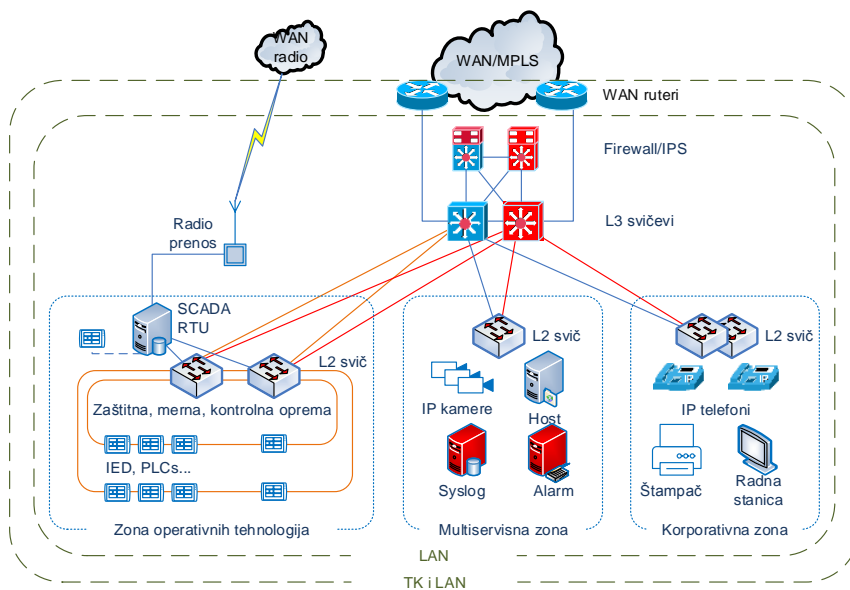 WAN
radio
WAN/MPLS
WAN ruteri
Firewall/IPS
L3 svičevi
Radio
prenos
SCADA
RTU
L2 svič
Zaštitna, merna, kontrolna oprema
IED, PLCs...
Zona operativnih tehnologija
L2 svič
IP kamere
Host
Syslog
Alarm
Multiservisna zona
L2 svič
IP
IP
IP telefoni
Štampač
Radna
stanica
Korporativna zona
LAN
TK i LAN